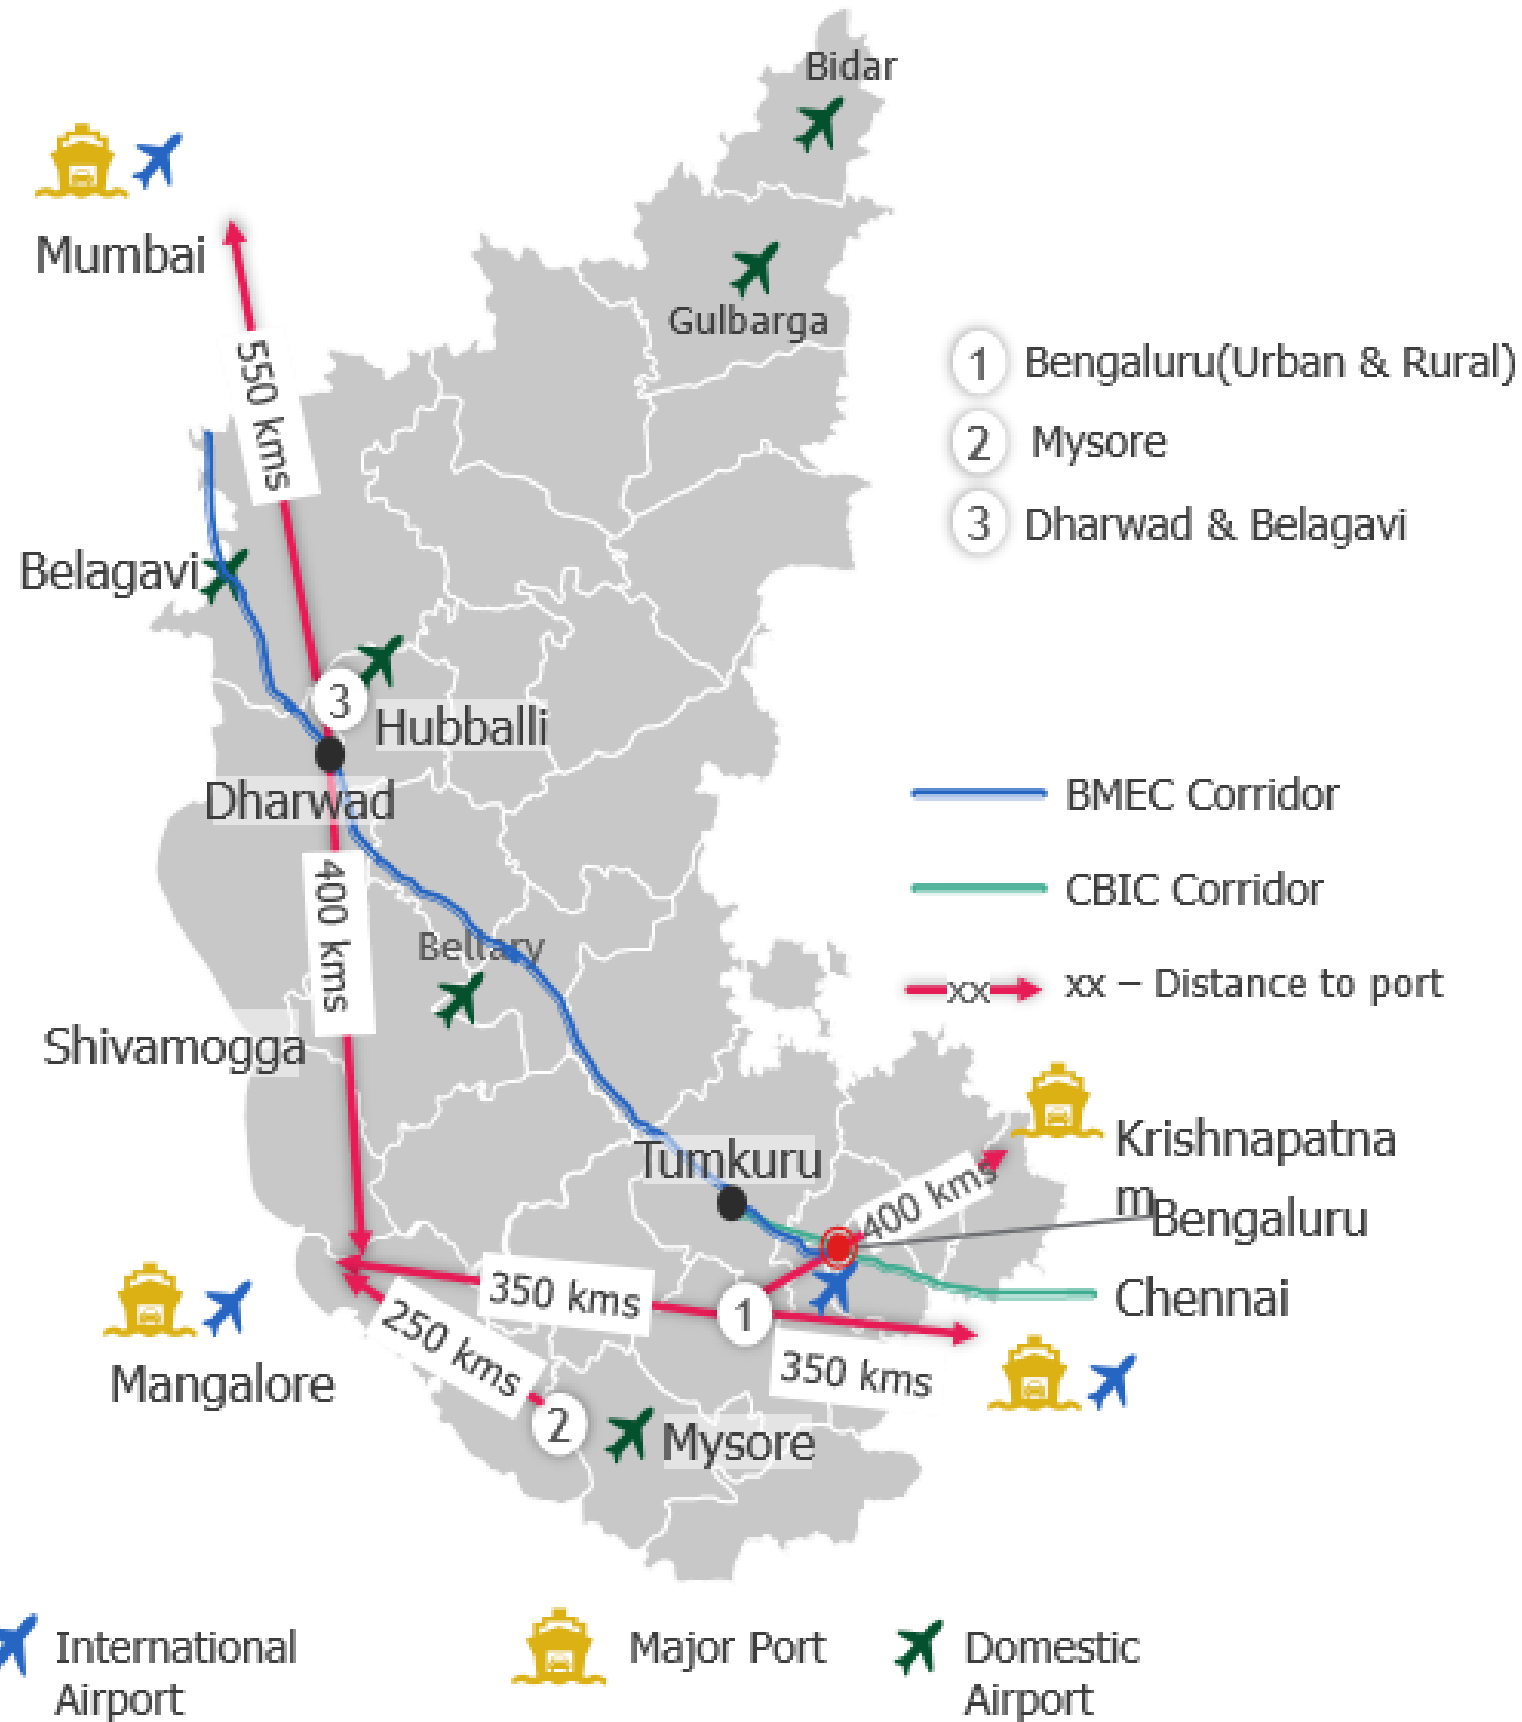 Bidar
Mumbai
Gulbarga
550 kms
1 Bengaluru(Urban & Rural)
2 Mysore
3 Dharwad & Belagavi
Belagavi
3
Hubballi
Dharwad
BMEC Corridor
400 kms
CBIC Corridor
Bellary
xx xx – Distance to port
Shivamogga
Krishnapatna
m
Tumkuru
400 kms
Bengaluru
350 kms
1
Chennai
250 kms
350 kms
Mangalore
2
Mysore
International
Airport
Major Port
Domestic
Airport